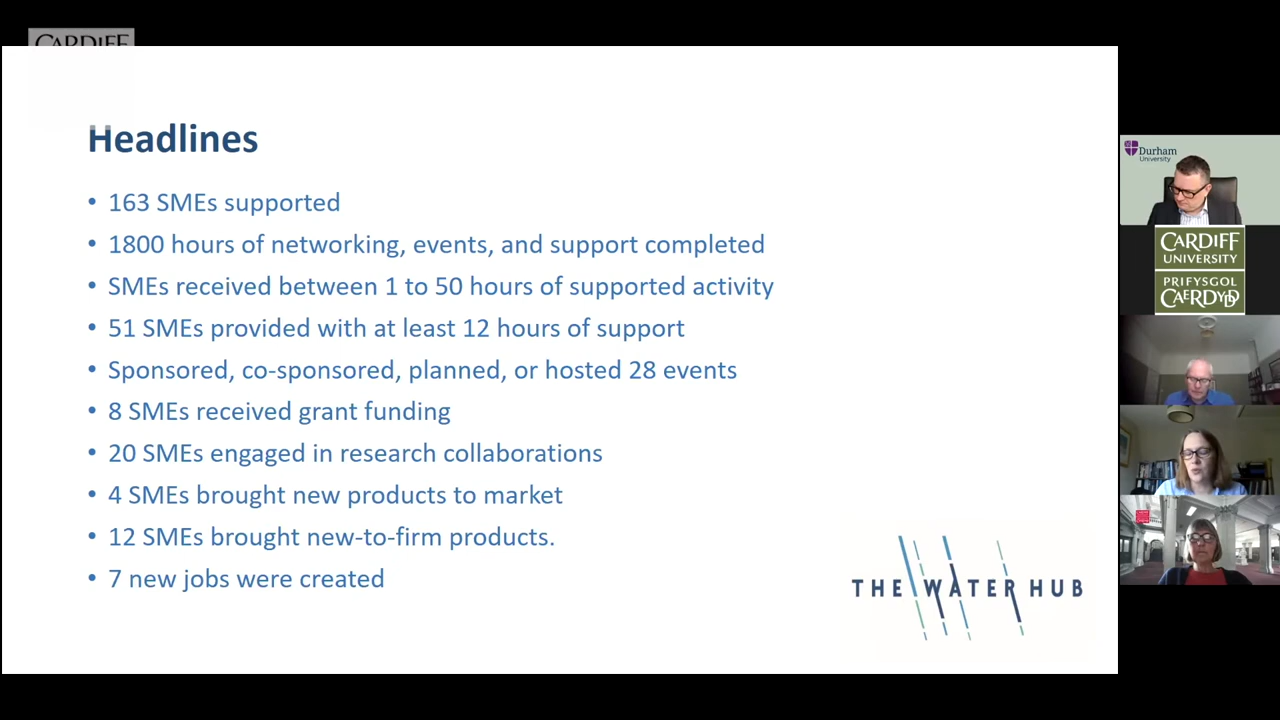 CARDIFF
Headlines
• 163 SMEs supported
• 1800 hours of networking, events, and support completed
• SMEs received between 1 to 50 hours of supported activity
• 51 SMEs provided with at least 12 hours of support
• Sponsored, co-sponsored, planned, or hosted 28 events
• 8 SMEs received grant funding
• 20 SMEs engaged in research collaborations
• 4 SMEs brought new products to market
• 12 SMEs brought new-to-firm products.
• 7 new jobs were created
THE WATER HUB
Durham
University
CARDIFF
UNIVERSITY
PRIFYSGOL
CAERDYDD